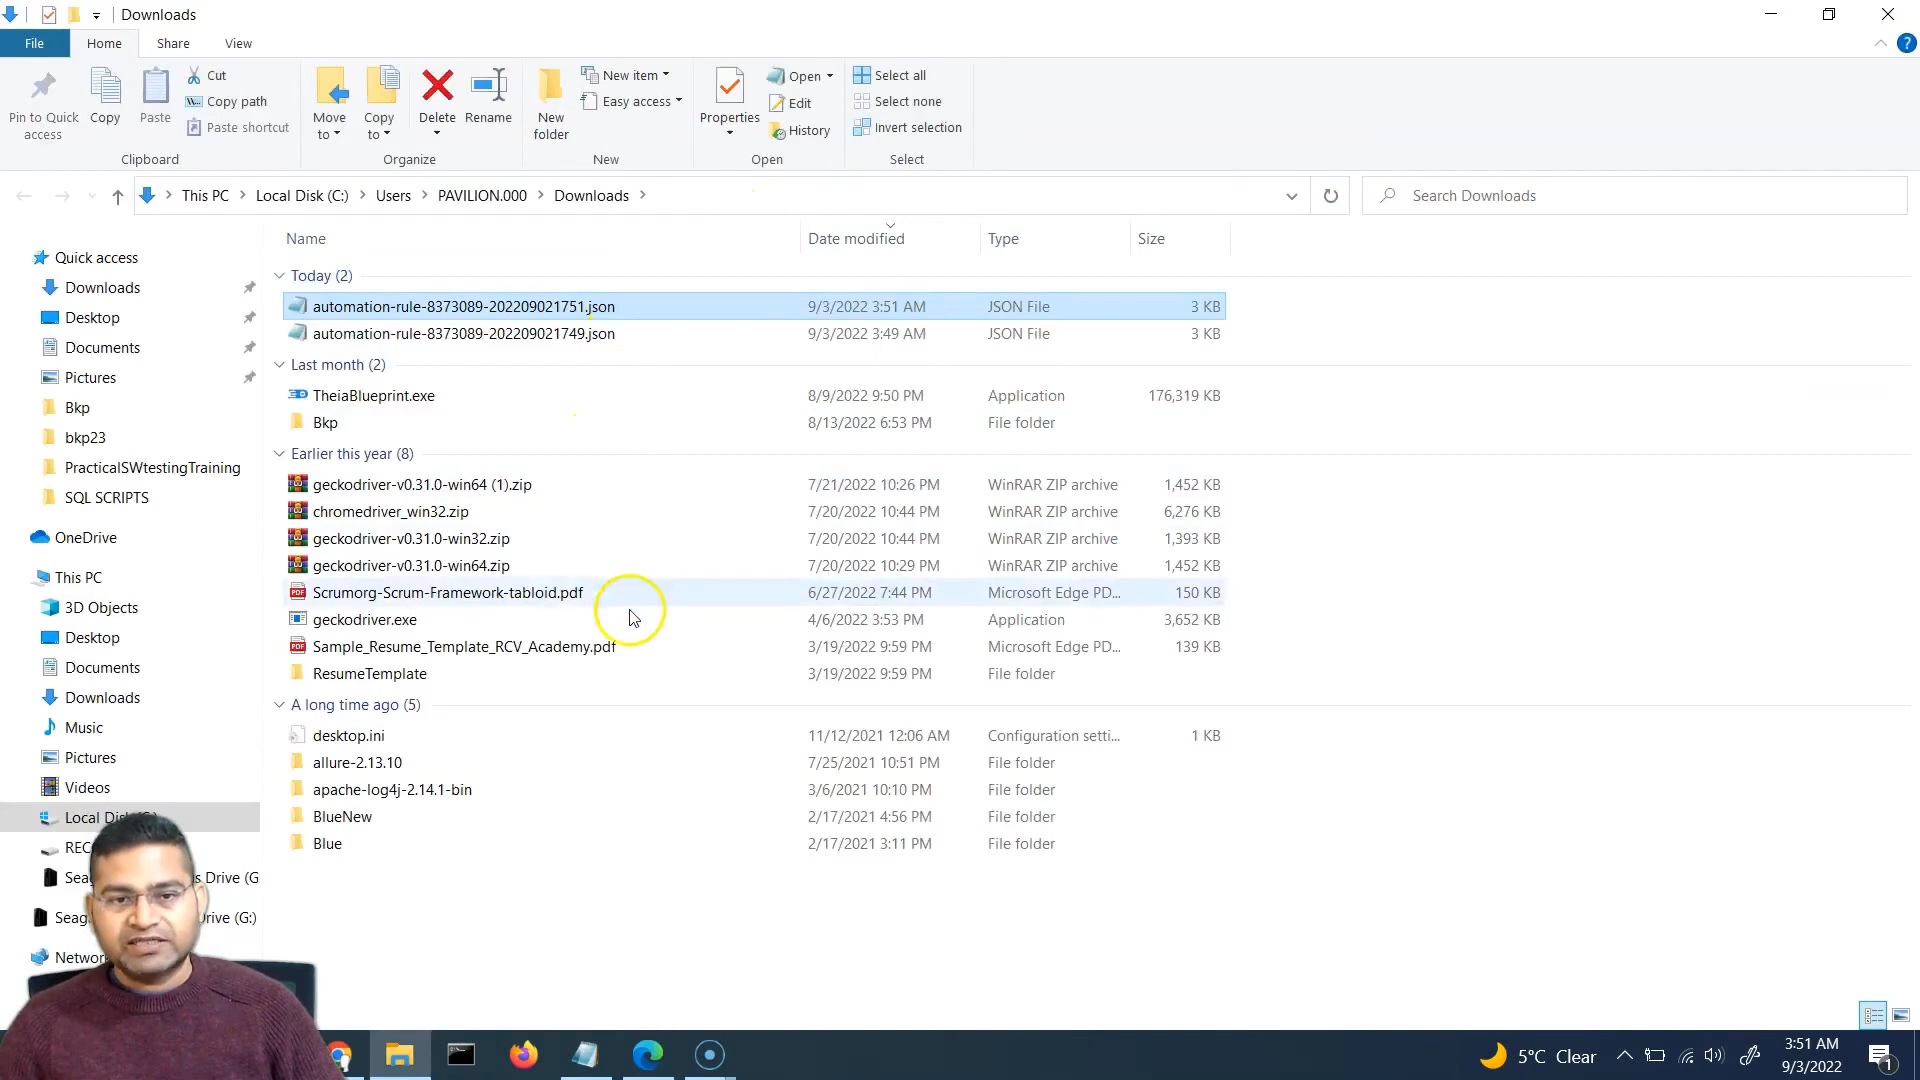 Downloads
File
Home
Share
View
Pin to Quick access
Copy
Paste
Cut
Copy path
Paste shortcut
Clipboard
Move to
Copy to
Delete
Rename
Organize
New folder
New item
Easy access
New
Properties
Open
Edit
History
Open
Select all
Select none
Invert selection
Select
This PC
Local Disk (C:)
Users
PAVILION.000
Downloads
Search Downloads
Quick access
Downloads
Desktop
Documents
Pictures
Bkp
bkp23
PracticalSWtestingTraining
SQL SCRIPTS
OneDrive
This PC
3D Objects
Desktop
Documents
Downloads
Music
Pictures
Videos
Name Date modified Type Size
Today (2)
automation-rule-8373089-202209021751.json 9/3/2022 3:51 AM JSON File 3 KB
automation-rule-8373089-202209021749.json 9/3/2022 3:49 AM JSON File 3 KB
Last month (2)
TheiaBlueprint.exe 8/9/2022 9:50 PM Application 176,319 KB
Bkp 8/13/2022 6:53 PM File folder
Earlier this year (8)
geckodriver-v0.31.0-win64 (1).zip 7/21/2022 10:26 PM WinRAR ZIP archive 1,452 KB
chromedriver_win32.zip 7/20/2022 10:44 PM WinRAR ZIP archive 6,276 KB
geckodriver-v0.31.0-win32.zip 7/20/2022 10:44 PM WinRAR ZIP archive 1,393 KB
geckodriver-v0.31.0-win64.zip 7/20/2022 10:29 PM WinRAR ZIP archive 1,452 KB
Scrumorg-Scrum-Framework-tabloid.pdf 6/27/2022 7:44 PM Microsoft Edge PD... 150 KB
geckodriver.exe 4/6/2022 3:53 PM Application 3,652 KB
Sample_Resume_Template_RCV_Academy.pdf 3/19/2022 9:59 PM Microsoft Edge PD... 139 KB
ResumeTemplate 3/19/2022 9:59 PM File folder
A long time ago (5)
desktop.ini 11/12/2021 12:06 AM Configuration setti... 1 KB
allure-2.13.10 7/25/2021 10:51 PM File folder
apache-log4j-2.14.1-bin 3/6/2021 10:10 PM File folder
BlueNew 2/17/2021 4:56 PM File folder
Blue 2/17/2021 3:11 PM File folder
5°C Clear
3:51 AM
9/3/2022
1